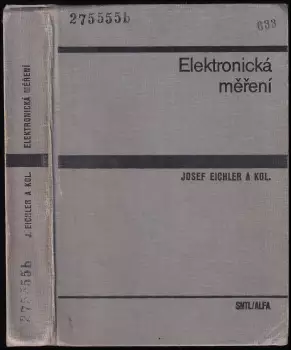 275555b
633
Elektronická
měření
JOSEF EICHLER A KOL.
SNTL/ALFA
J. EICHLER A KOL. ELEKTRONICKÁ MĚŘENÍ
275555b